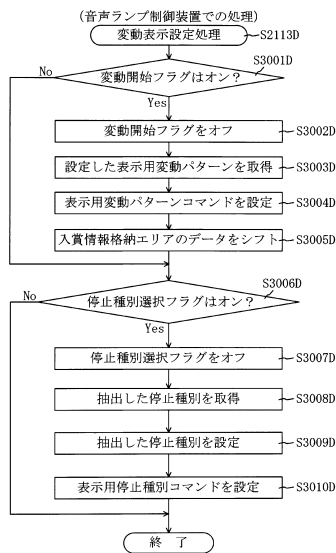 (音声ランプ制御装置での処理)
変動表示設定処理 S2113D
S3001D
No 変動開始フラグはオン?
Yes
変動開始フラグをオフ S3002D
設定した表示用変動パターンを取得 S3003D
表示用変動パターンコマンドを設定 S3004D
入賞情報格納エリアのデータをシフト S3005D
S3006D
No 停止種別選択フラグはオン?
Yes
停止種別選択フラグをオフ S3007D
抽出した停止種別を取得 S3008D
抽出した停止種別を設定 S3009D
表示用停止種別コマンドを設定 S3010D
終了